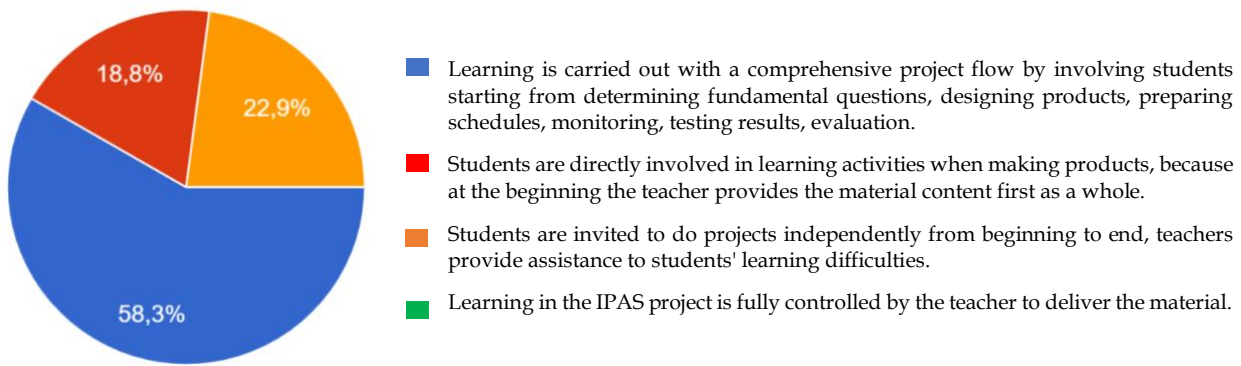 18,8%
22,9%
58,3%
Learning is carried out with a comprehensive project flow by involving students
starting from determining fundamental questions, designing products, preparing
schedules, monitoring, testing results, evaluation.
Students are directly involved in learning activities when making products, because
at the beginning the teacher provides the material content first as a whole.
Students are invited to do projects independently from beginning to end, teachers
provide assistance to students' learning difficulties.
Learning in the IPAS project is fully controlled by the teacher to deliver the material.